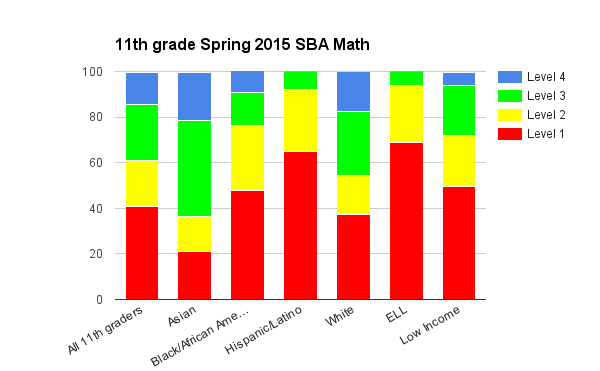 11th grade Spring 2015 SBA Math
100
80
60
40
20
0
Level 4
Level 3
Level 2
Level 1
All 11th graders
Asian
Black/African Ame...
Hispanic/Latino
White
ELL
Low Income